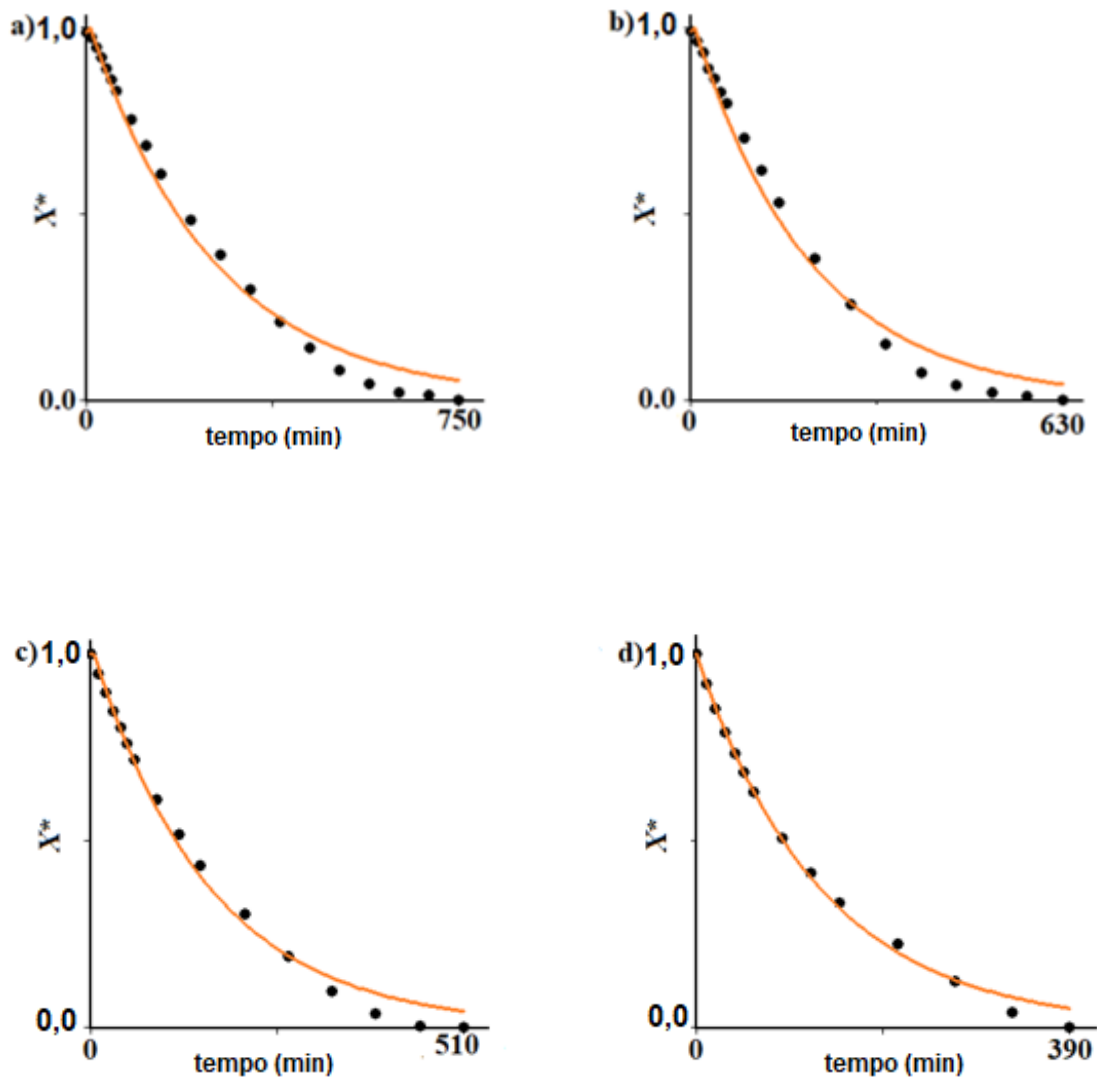 a) 1,0
X*
0.0
0
750
tempo (min)
b) 1,0
X*
0.0
0
630
tempo (min)
c) 1,0
X*
0,0
0
510
tempo (min)
d) 1,0
X*
0,0
0
390
tempo (min)